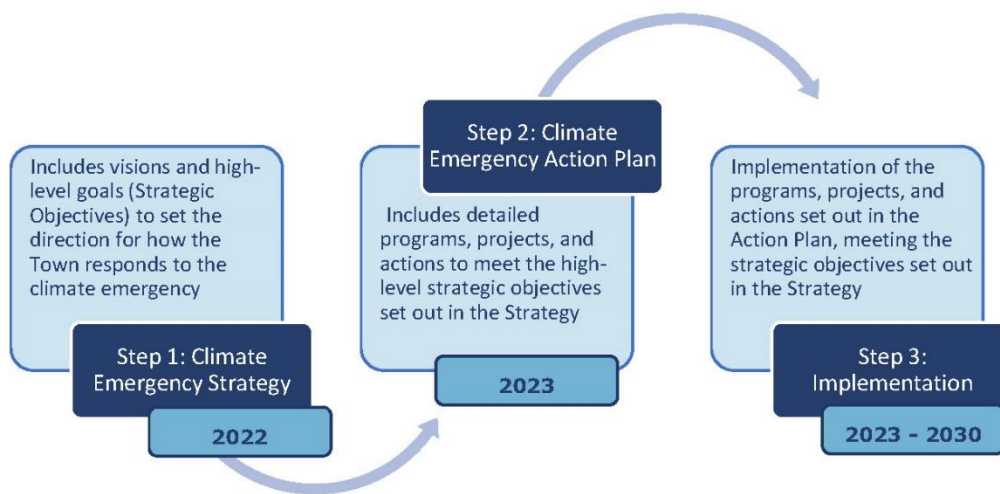 Includes visions and high-
level goals (Strategic
Objectives) to set the
direction for how the
Town responds to the
climate emergency
Step 1: Climate
Emergency Strategy
2022
Step 2: Climate
Emergency Action Plan
Includes detailed
programs, projects, and
actions to meet the high-
level strategic objectives
set out in the Strategy
2023
Implementation of the
programs, projects, and
actions set out in the
Action Plan, meeting the
strategic objectives set out
in the Strategy
Step 3:
Implementation
2023 - 2030